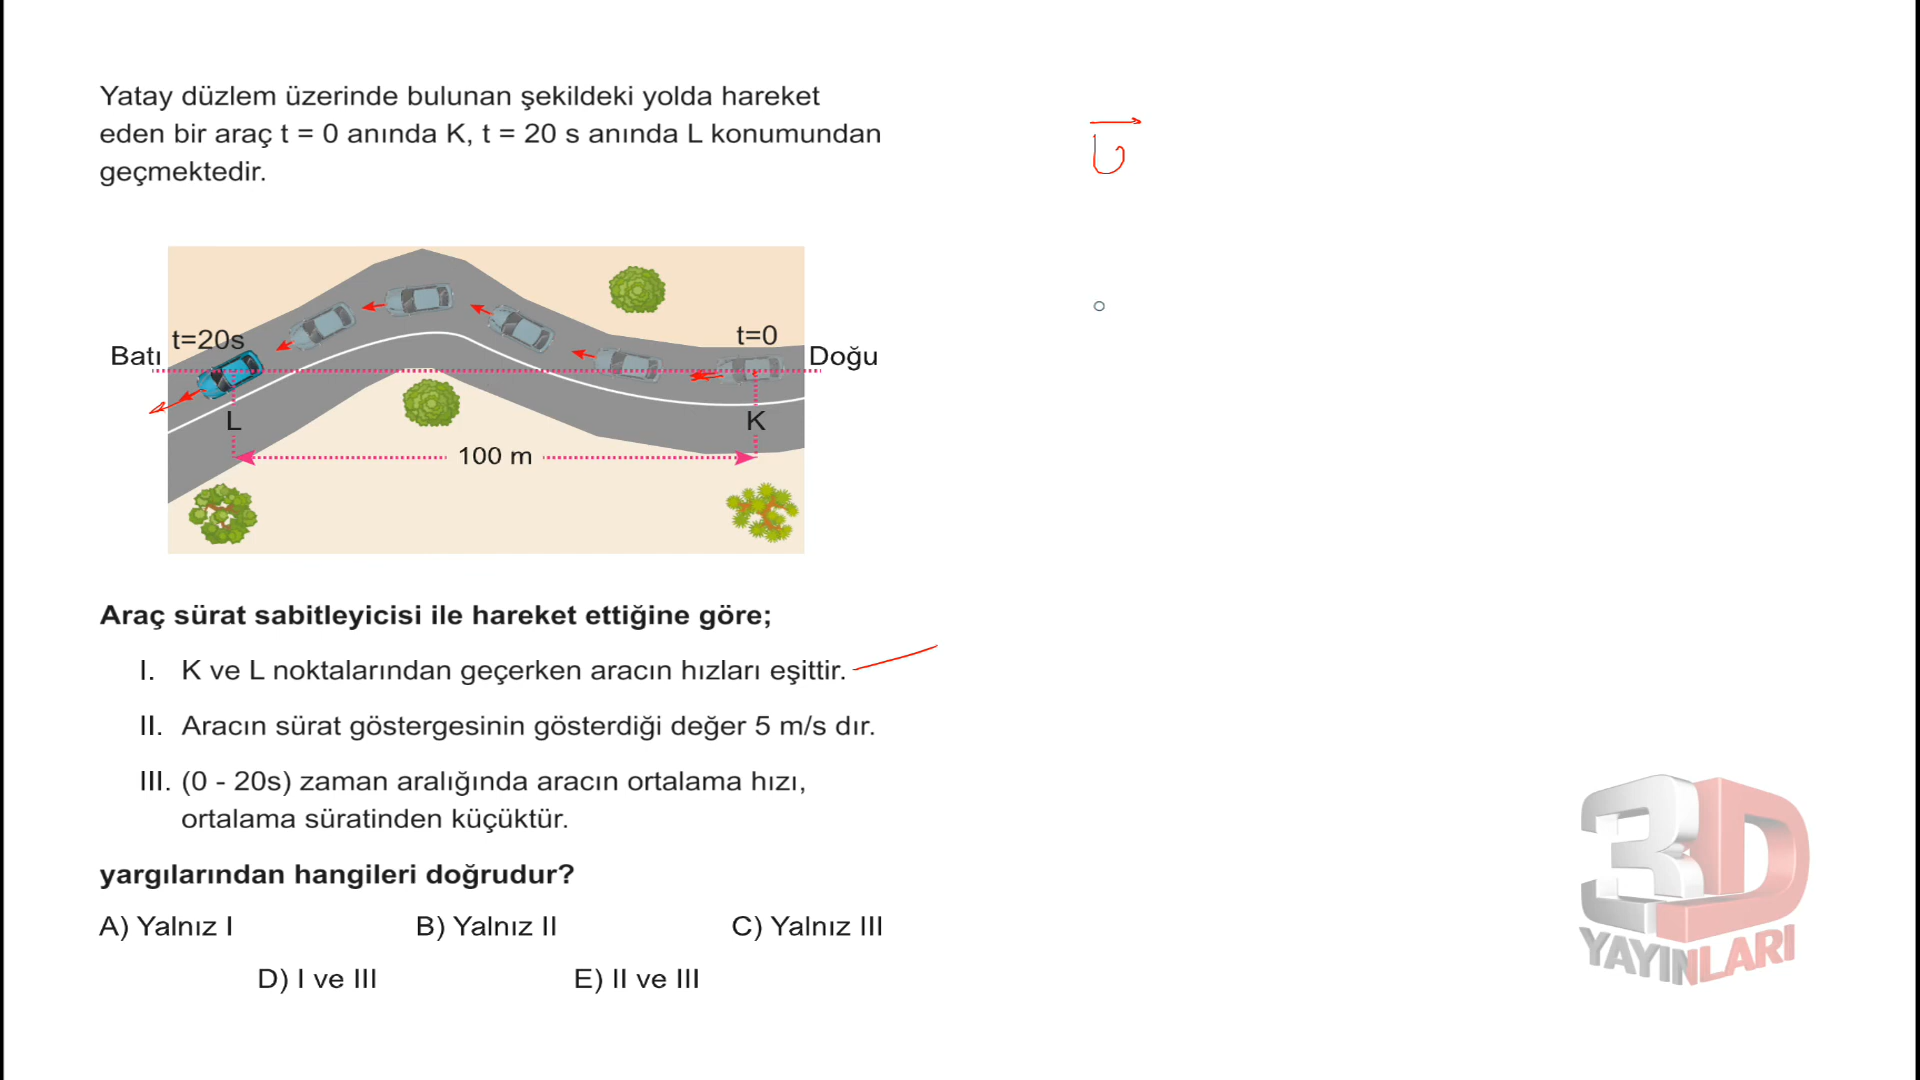 Yatay düzlem üzerinde bulunan şekildeki yolda hareket
eden bir araç t = 0 anında K, t = 20 s anında L konumundan
geçmektedir.
t=20s
t=0
Batı
Doğu
L
K
100 m
Araç sürat sabitleyicisi ile hareket ettiğine göre;
I. K ve L noktalarından geçerken aracın hızları eşittir.
II. Aracın sürat göstergesinin gösterdiği değer 5 m/s dır.
III. (0 - 20s) zaman aralığında aracın ortalama hızı,
ortalama süratinden küçüktür.
yargılarından hangileri doğrudur?
A) Yalnız I B) Yalnız II C) Yalnız III
D) I ve III E) II ve III
3D
YAYINLARI